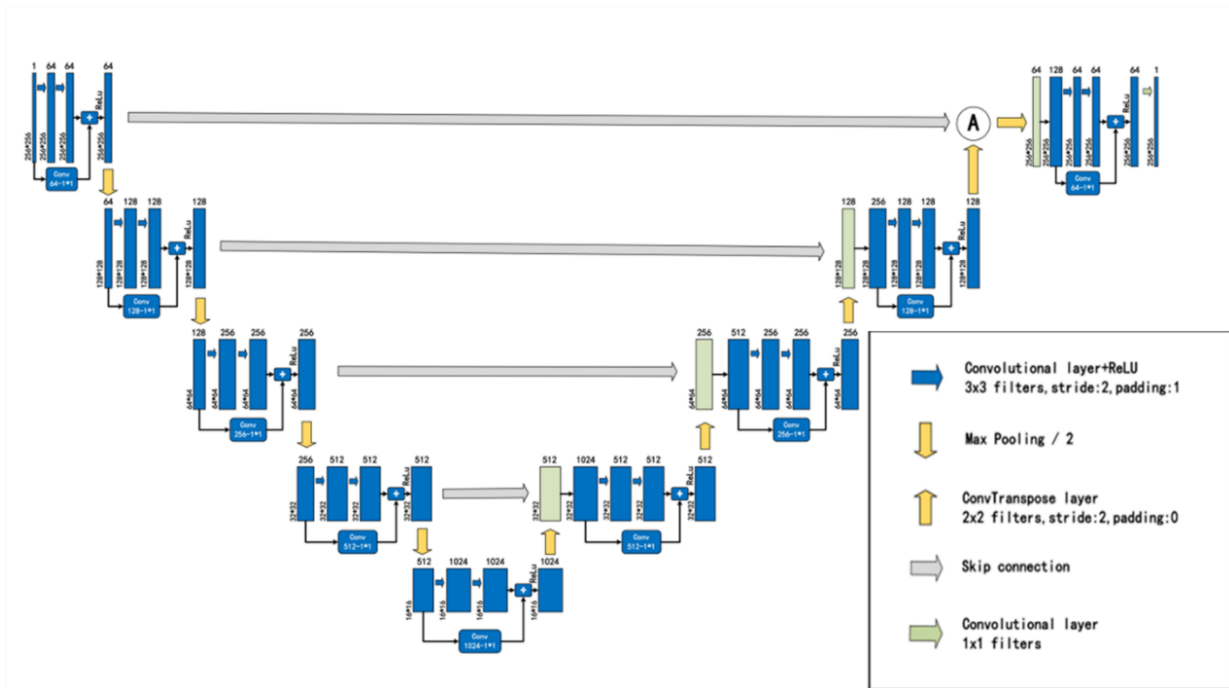 1 64 64 64
ReLu
256*256 256*256 256*256 256*256
Conv
64-1*1
A
64 128 64 64 64 1
ReLu
256*256 256*256 256*256 256*256 256*256 256*256
Conv
64-1*1
64 128 128 128
ReLu
128*128 128*128 128*128 128*128
Conv
128-1*1
128 256 128 128 128
ReLu
128*128 128*128 128*128 128*128 128*128
Conv
128-1*1
128 256 256 256
ReLu
64*64 64*64 64*64 64*64
Conv
256-1*1
256 512 256 256 256
ReLu
64*64 64*64 64*64 64*64 64*64
Conv
256-1*1
256 512 512 512
ReLu
32*32 32*32 32*32 32*32
Conv
512-1*1
512 1024 512 512 512
ReLu
32*32 32*32 32*32 32*32 32*32
Conv
512-1*1
512 1024 1024 1024
ReLu
16*16 16*16 16*16 16*16
Conv
1024-1*1
Convolutional layer+ReLU
3x3 filters,stride:2,padding:1
Max Pooling / 2
ConvTranspose layer
2x2 filters,stride:2,padding:0
Skip connection
Convolutional layer
1x1 filters